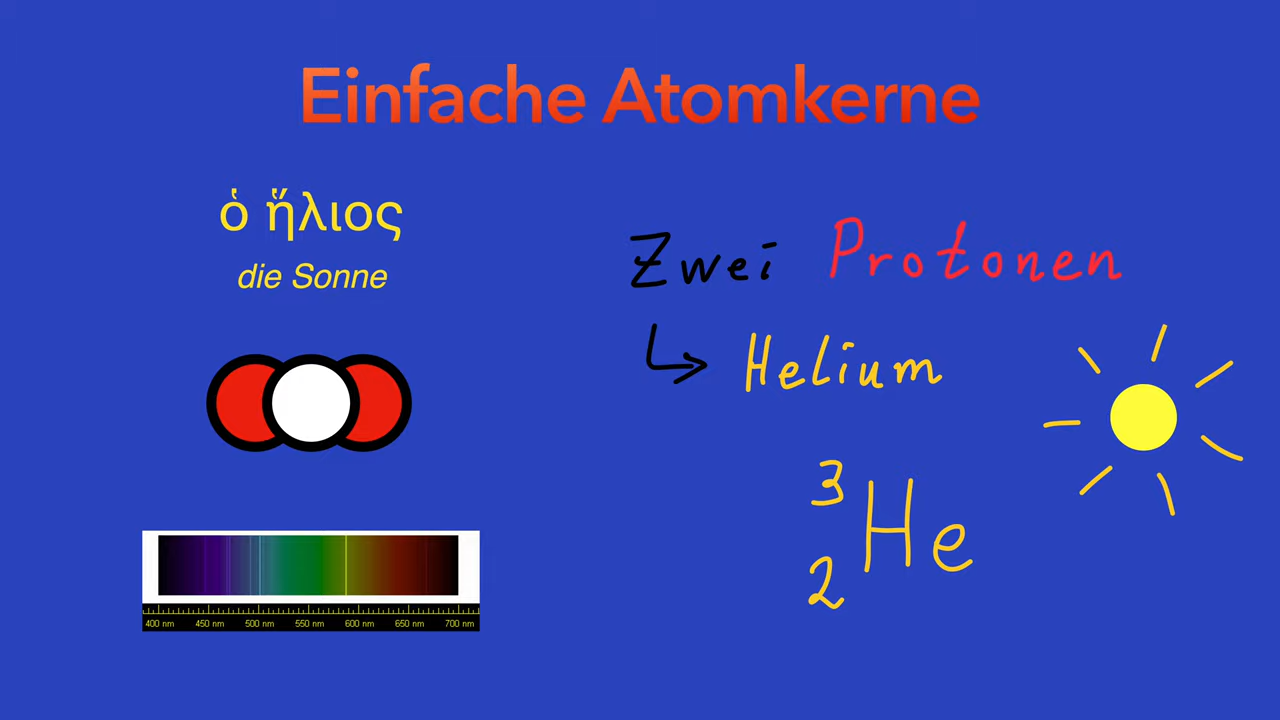 Einfache Atomkerne
ὁ ἥλιος
die Sonne
Zwei Protonen
Helium
3
2 He
400 nm 450 nm 500 nm 550 nm 600 nm 650 nm 700 nm